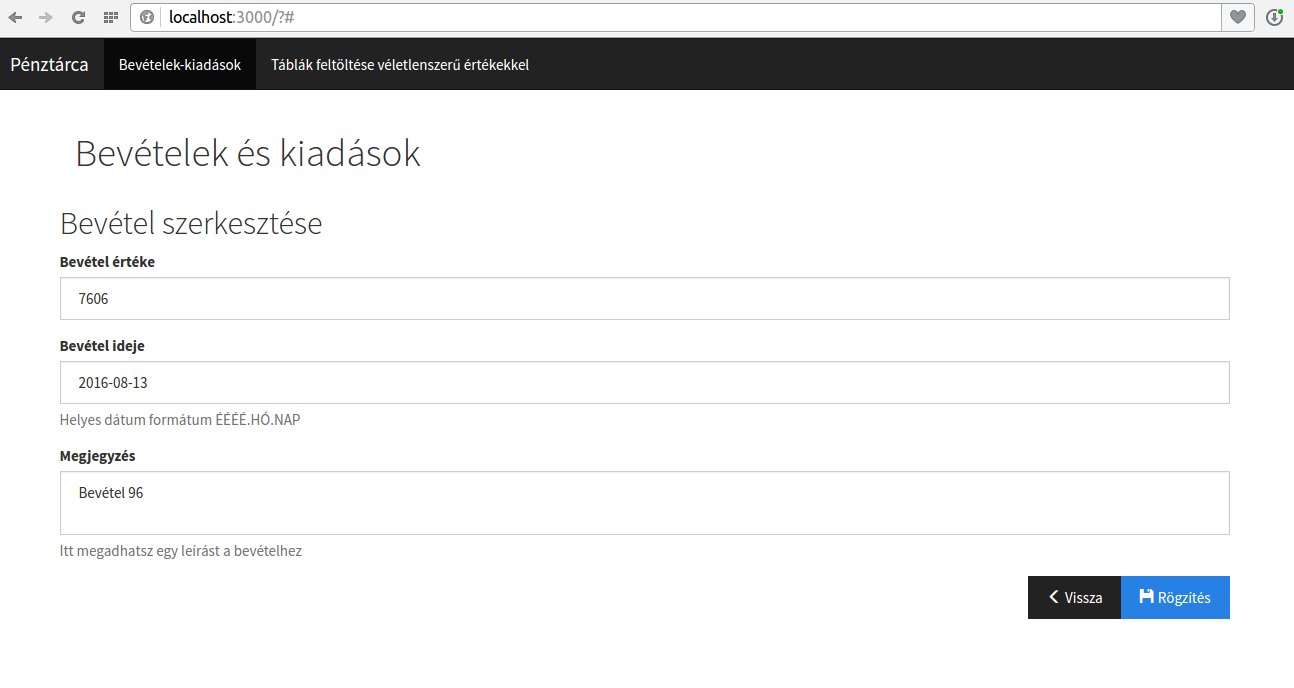 localhost:3000/?#
Pénztárca Bevételek-kiadások Táblák feltöltése véletlenszerű értékekkel
Bevételek és kiadások
Bevétel szerkesztése
Bevétel értéke
7606
Bevétel ideje
2016-08-13
Helyes dátum formátum ÉÉÉÉ.HÓ.NAP
Megjegyzés
Bevétel 96
Itt megadhatsz egy leírást a bevételhez
Vissza Rögzítés